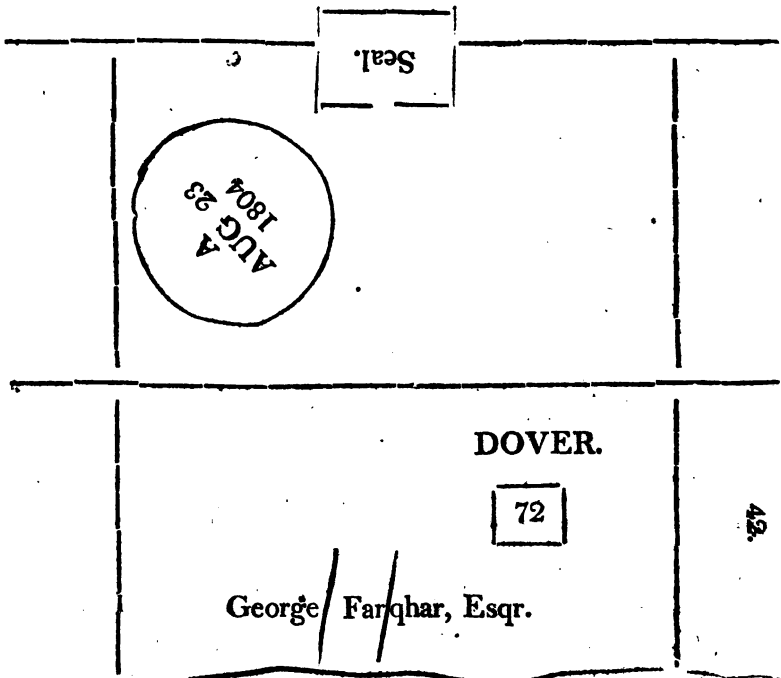 Seal.
A
AUG 23
1804
DOVER.
72
42.
George Farqhar, Esqr.